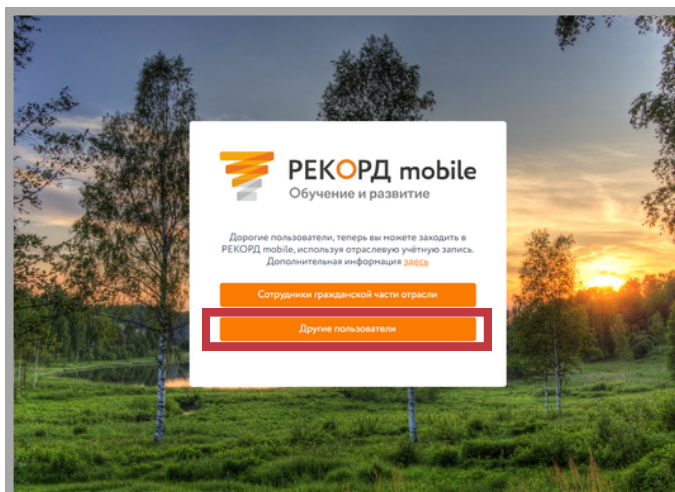 РЕКОРД mobile
Обучение и развитие
Дорогие пользователи, теперь вы можете заходить в
РЕКОРД mobile, используя отраслевую учётную запись.
Дополнительная информация здесь
Сотрудники гражданской части отрасли
Другие пользователи